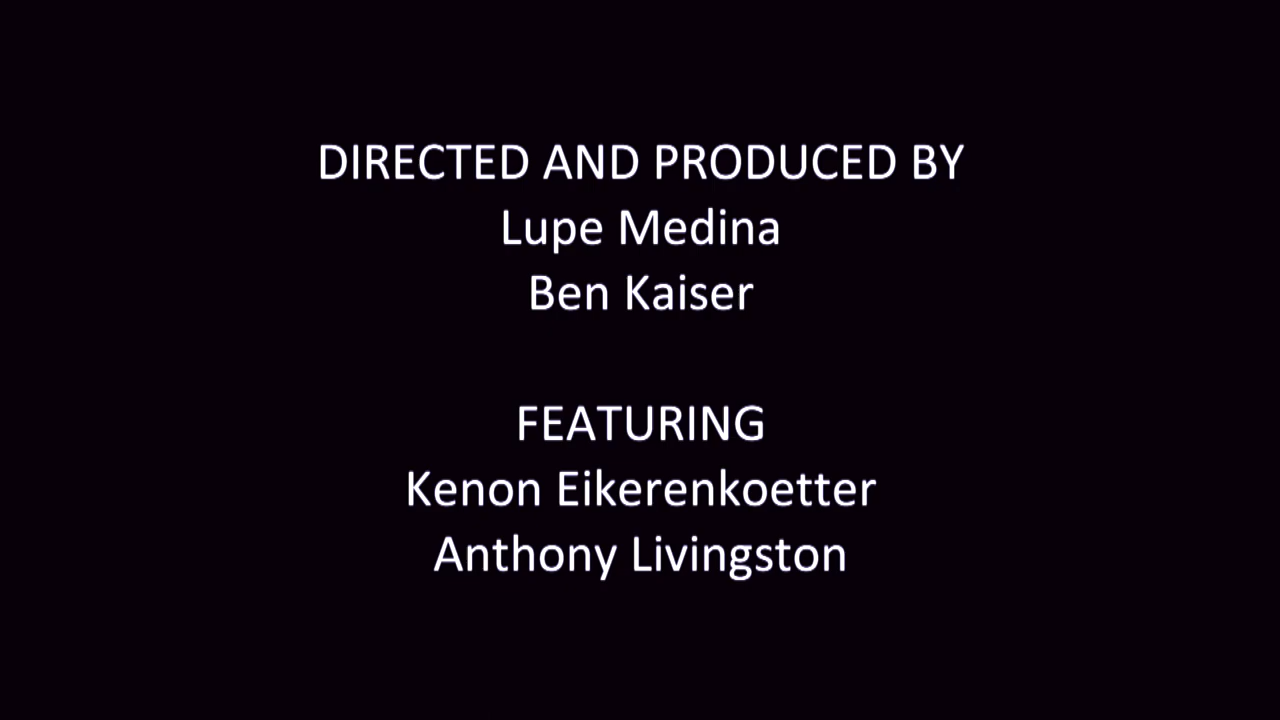 DIRECTED AND PRODUCED BY
Lupe Medina
Ben Kaiser
FEATURING
Kenon Eikerenkoetter
Anthony Livingston